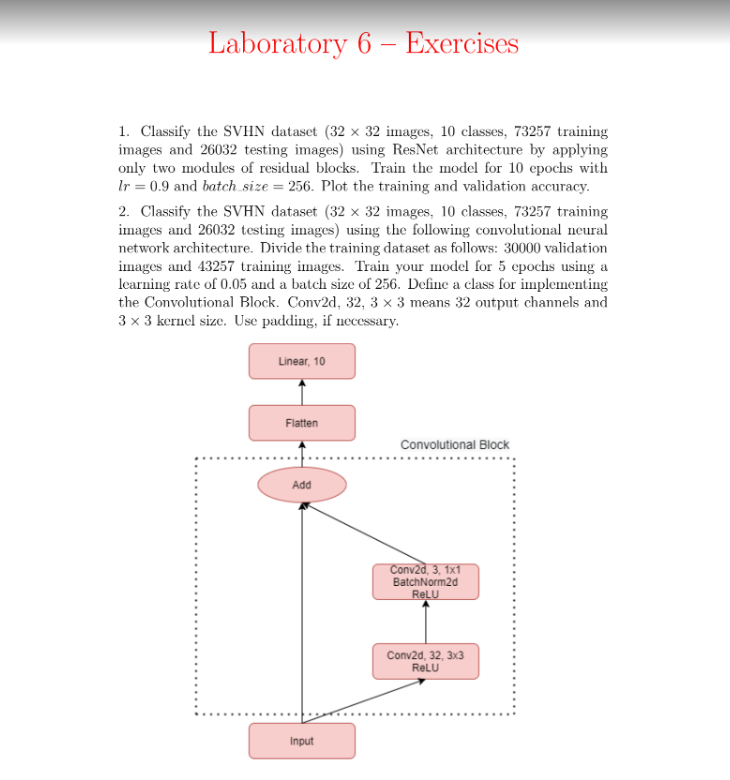 Laboratory 6 – Exercises
1. Classify the SVHN dataset (32 × 32 images, 10 classes, 73257 training
images and 26032 testing images) using ResNet architecture by applying
only two modules of residual blocks. Train the model for 10 epochs with
lr = 0.9 and batch_size = 256. Plot the training and validation accuracy.
2. Classify the SVHN dataset (32 × 32 images, 10 classes, 73257 training
images and 26032 testing images) using the following convolutional neural
network architecture. Divide the training dataset as follows: 30000 validation
images and 43257 training images. Train your model for 5 epochs using a
learning rate of 0.05 and a batch size of 256. Define a class for implementing
the Convolutional Block. Conv2d, 32, 3 × 3 means 32 output channels and
3 × 3 kernel size. Use padding, if necessary.
Linear, 10
Flatten
Convolutional Block
Add
Conv2d, 3, 1x1
BatchNorm2d
ReLU
Conv2d, 32, 3x3
ReLU
Input